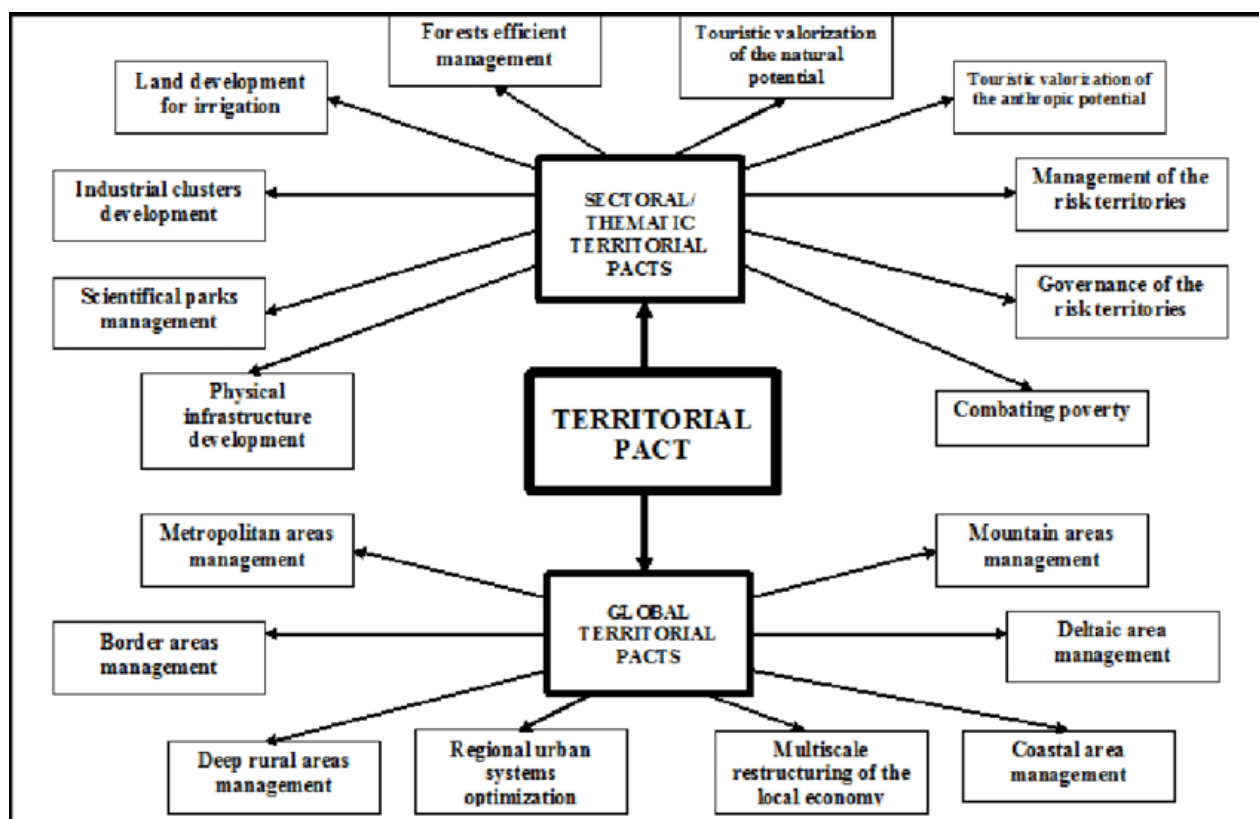 Forests efficient
management
Touristic valorization
of the natural
potential
Land development
for irrigation
Touristic valorization of
the anthropic potential
Industrial clusters
development
SECTORAL/
THEMATIC
TERRITORIAL
PACTS
Management of the
risk territories
Scientifical parks
management
Governance of the
risk territories
Physical
infrastructure
development
TERRITORIAL
PACT
Combating poverty
Metropolitan areas
management
Mountain areas
management
Border areas
management
GLOBAL
TERRITORIAL
PACTS
Deltaic area
management
Deep rural areas
management
Regional urban
systems
optimization
Multiscale
restructuring of the
local economy
Coastal area
management